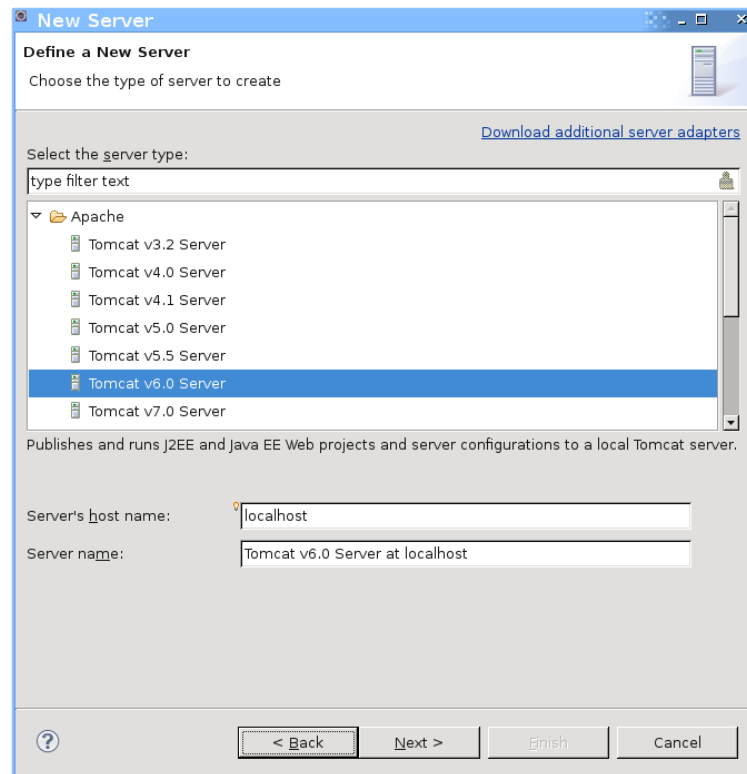 New Server
Define a New Server
Choose the type of server to create
Download additional server adapters
Select the server type:
type filter text
Apache
Tomcat v3.2 Server
Tomcat v4.0 Server
Tomcat v4.1 Server
Tomcat v5.0 Server
Tomcat v5.5 Server
Tomcat v6.0 Server
Tomcat v7.0 Server
Publishes and runs J2EE and Java EE Web projects and server configurations to a local Tomcat server.
Server's host name: localhost
Server name: Tomcat v6.0 Server at localhost
? < Back Next > Finish Cancel